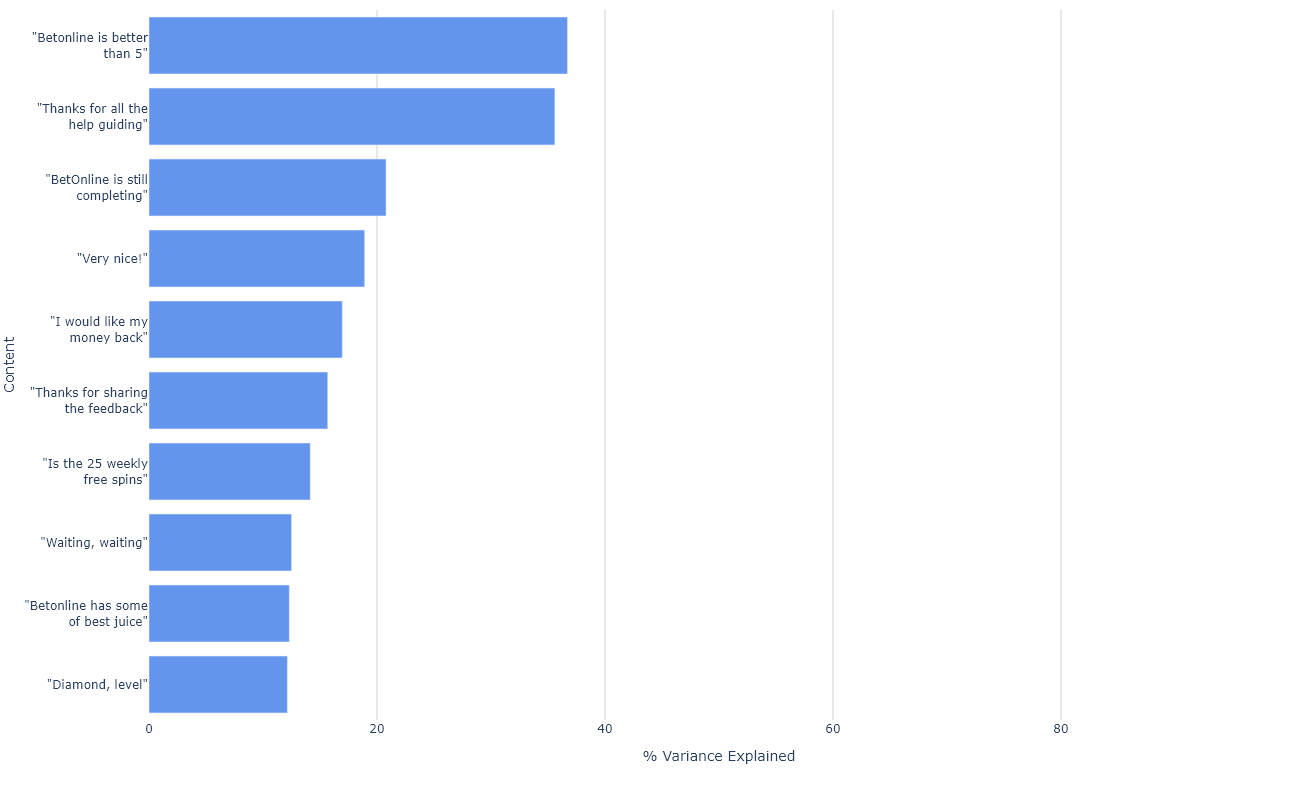 "Betonline is better
than 5"
"Thanks for all the
help guiding"
"BetOnline is still
completing"
"Very nice!"
"I would like my
money back"
"Thanks for sharing
the feedback"
"Is the 25 weekly
free spins"
"Waiting, waiting"
"Betonline has some
of best juice"
"Diamond, level"
Content
0 20 40 60 80
% Variance Explained